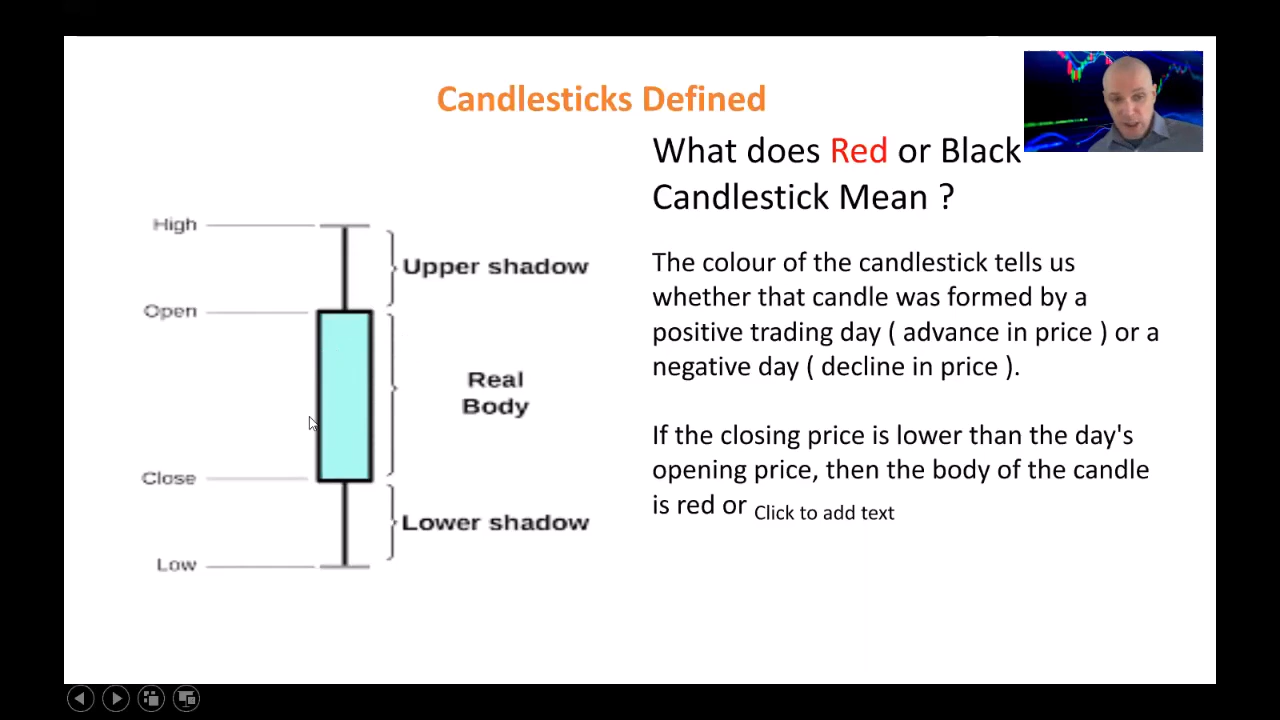 Candlesticks Defined
What does Red or Black
Candlestick Mean ?
High
Upper shadow
Open
Real
Body
Close
Lower shadow
Low
The colour of the candlestick tells us
whether that candle was formed by a
positive trading day ( advance in price ) or a
negative day ( decline in price ).
If the closing price is lower than the day's
opening price, then the body of the candle
is red or Click to add text